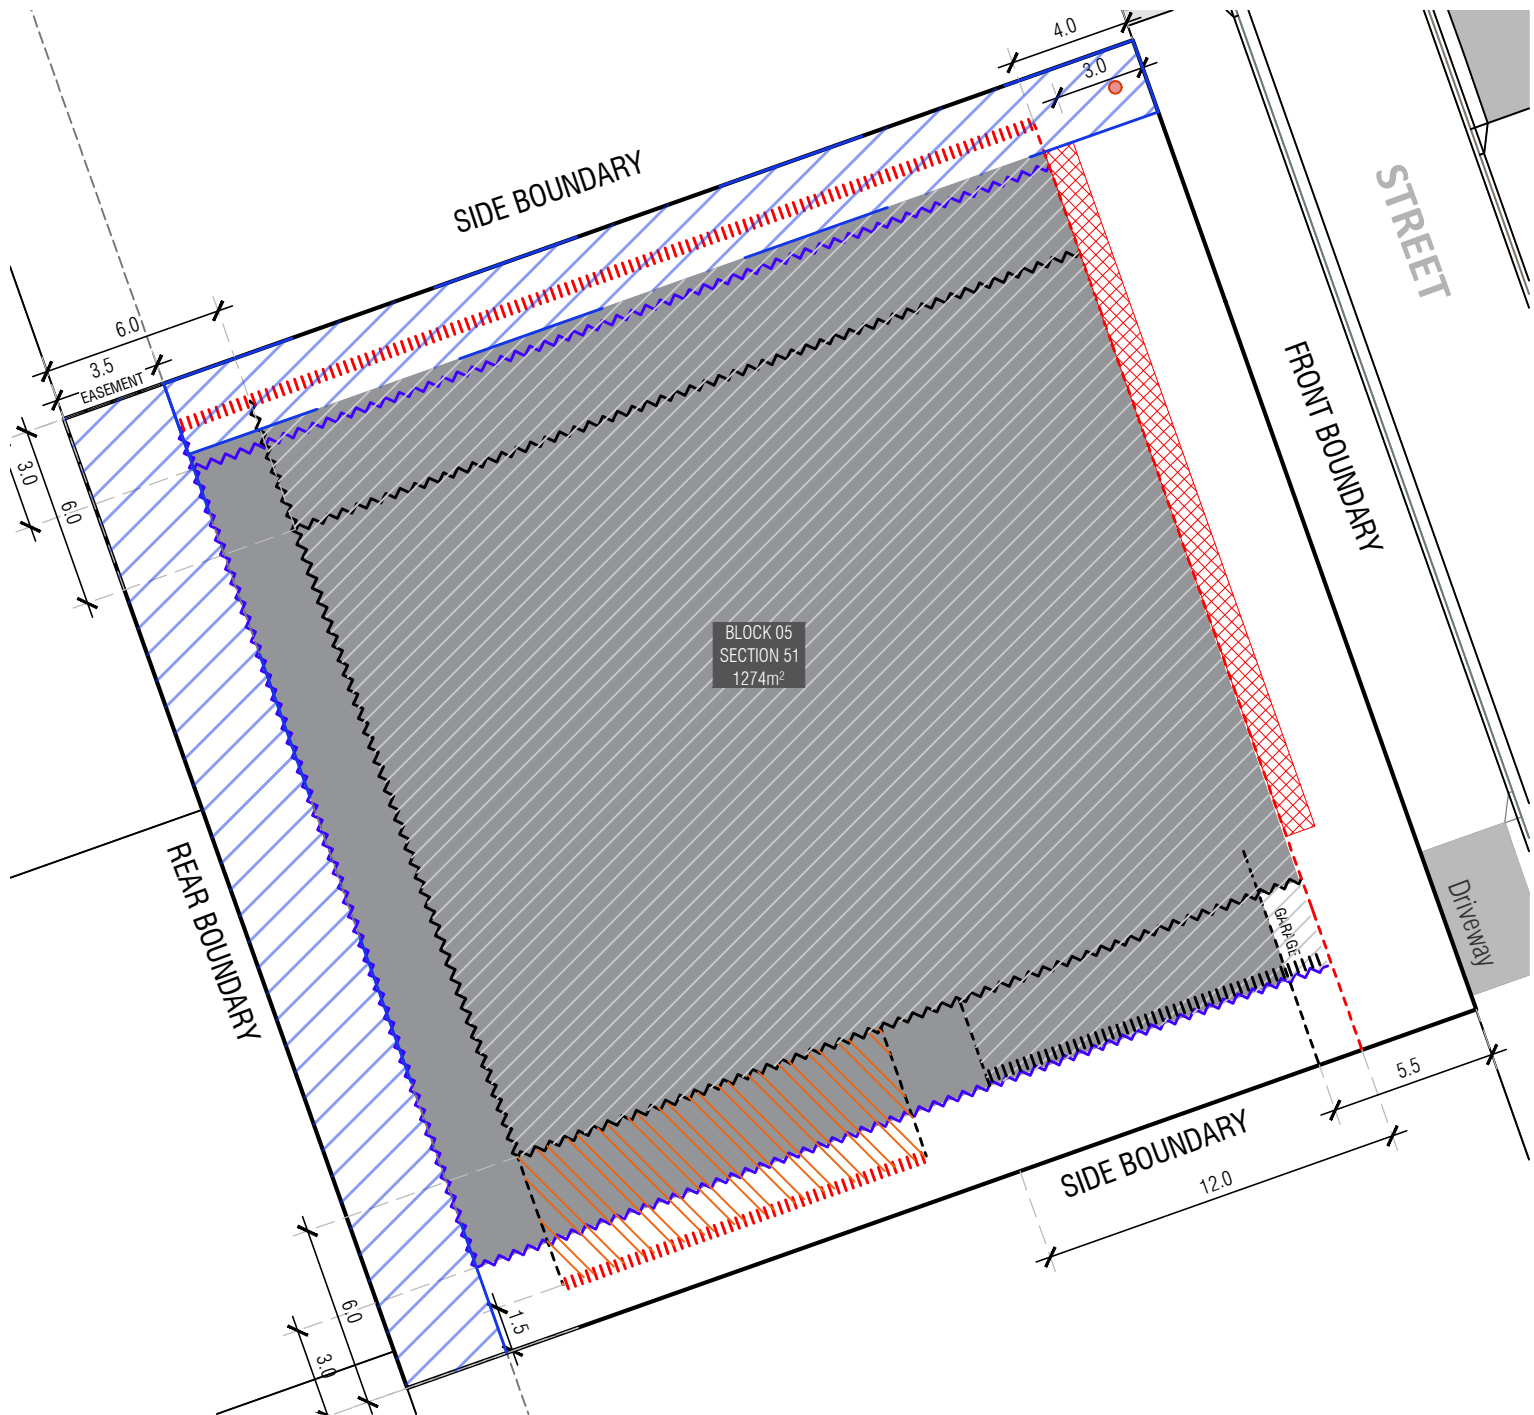 4.0
3.0
STREET
SIDE BOUNDARY
6.0
3.5
EASEMENT
3.0
6.0
FRONT BOUNDARY
BLOCK 05
SECTION 51
1274m²
REAR BOUNDARY
Driveway
GARAGE
5.5
SIDE BOUNDARY
12.0
6.0
1.5
3.0